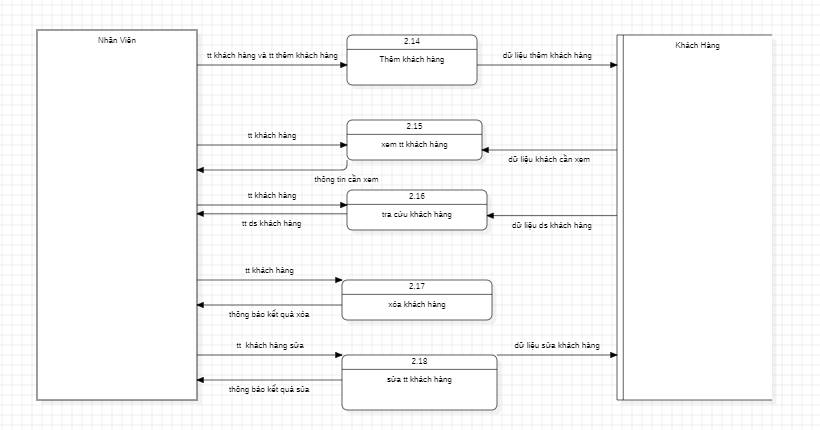 Nhân Viên
2.14
Khách Hàng
tt khách hàng và tt thêm khách hàng
Thêm khách hàng
dữ liệu thêm khách hàng
2.15
tt khách hàng
xem tt khách hàng
dữ liệu khách cần xem
thông tin cần xem
2.16
tt khách hàng
tra cứu khách hàng
tt ds khách hàng
dữ liệu ds khách hàng
tt khách hàng
2.17
xóa khách hàng
thông báo kết quả xóa
tt khách hàng sửa
dữ liệu sửa khách hàng
2.18
sửa tt khách hàng
thông báo kết quả sủa